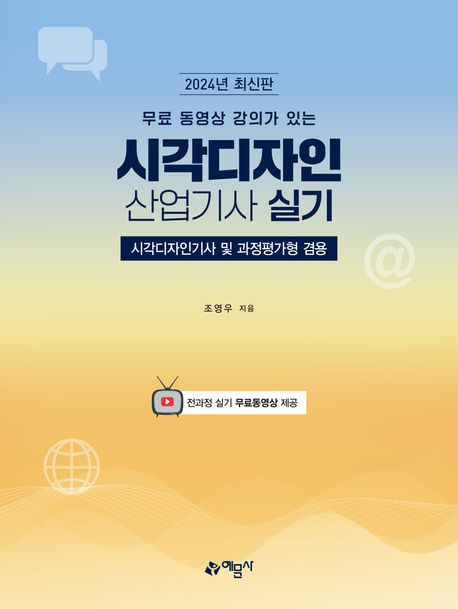 2024년 최신판
무료 동영상 강의가 있는
시각디자인
산업기사 실기
시각디자인기사 및 과정평가형 겸용
@
조영우 지음
전과정 실기 무료동영상 제공
예문사